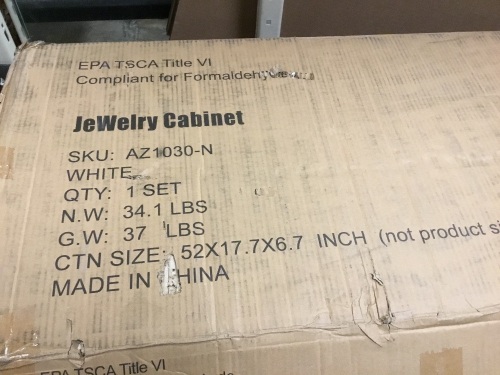 EPA TSCA Title VI
Compliant for
JeWelry Cabinet
SKU: AZ1030-N
WHITE
QTY: 1 SET
N.W: 34.1 LBS
G.W: 37 LBS
CTN SIZE: 52X17.7X6.7 INCH (not product
MADE IN CHINA
EPA TSCA Title VI